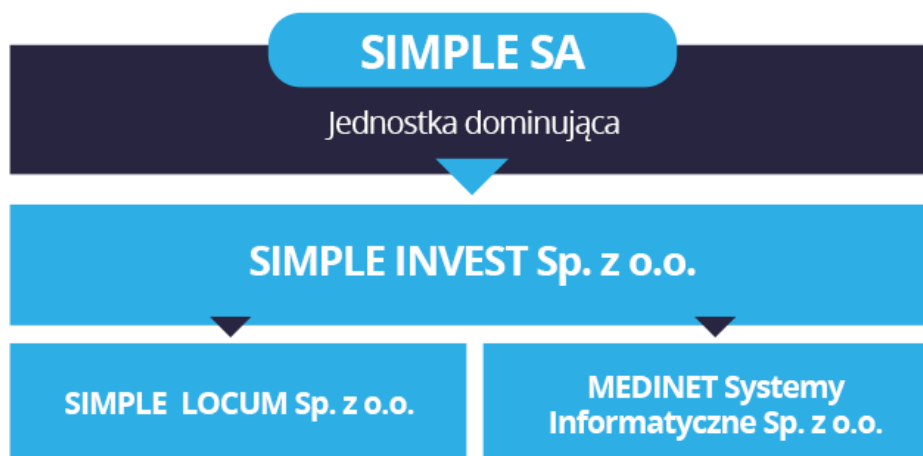 SIMPLE SA
Jednostka dominująca
SIMPLE INVEST Sp. z o.o.
SIMPLE LOCUM Sp. z o.o.
MEDINET Systemy
Informatyczne Sp. z o.o.